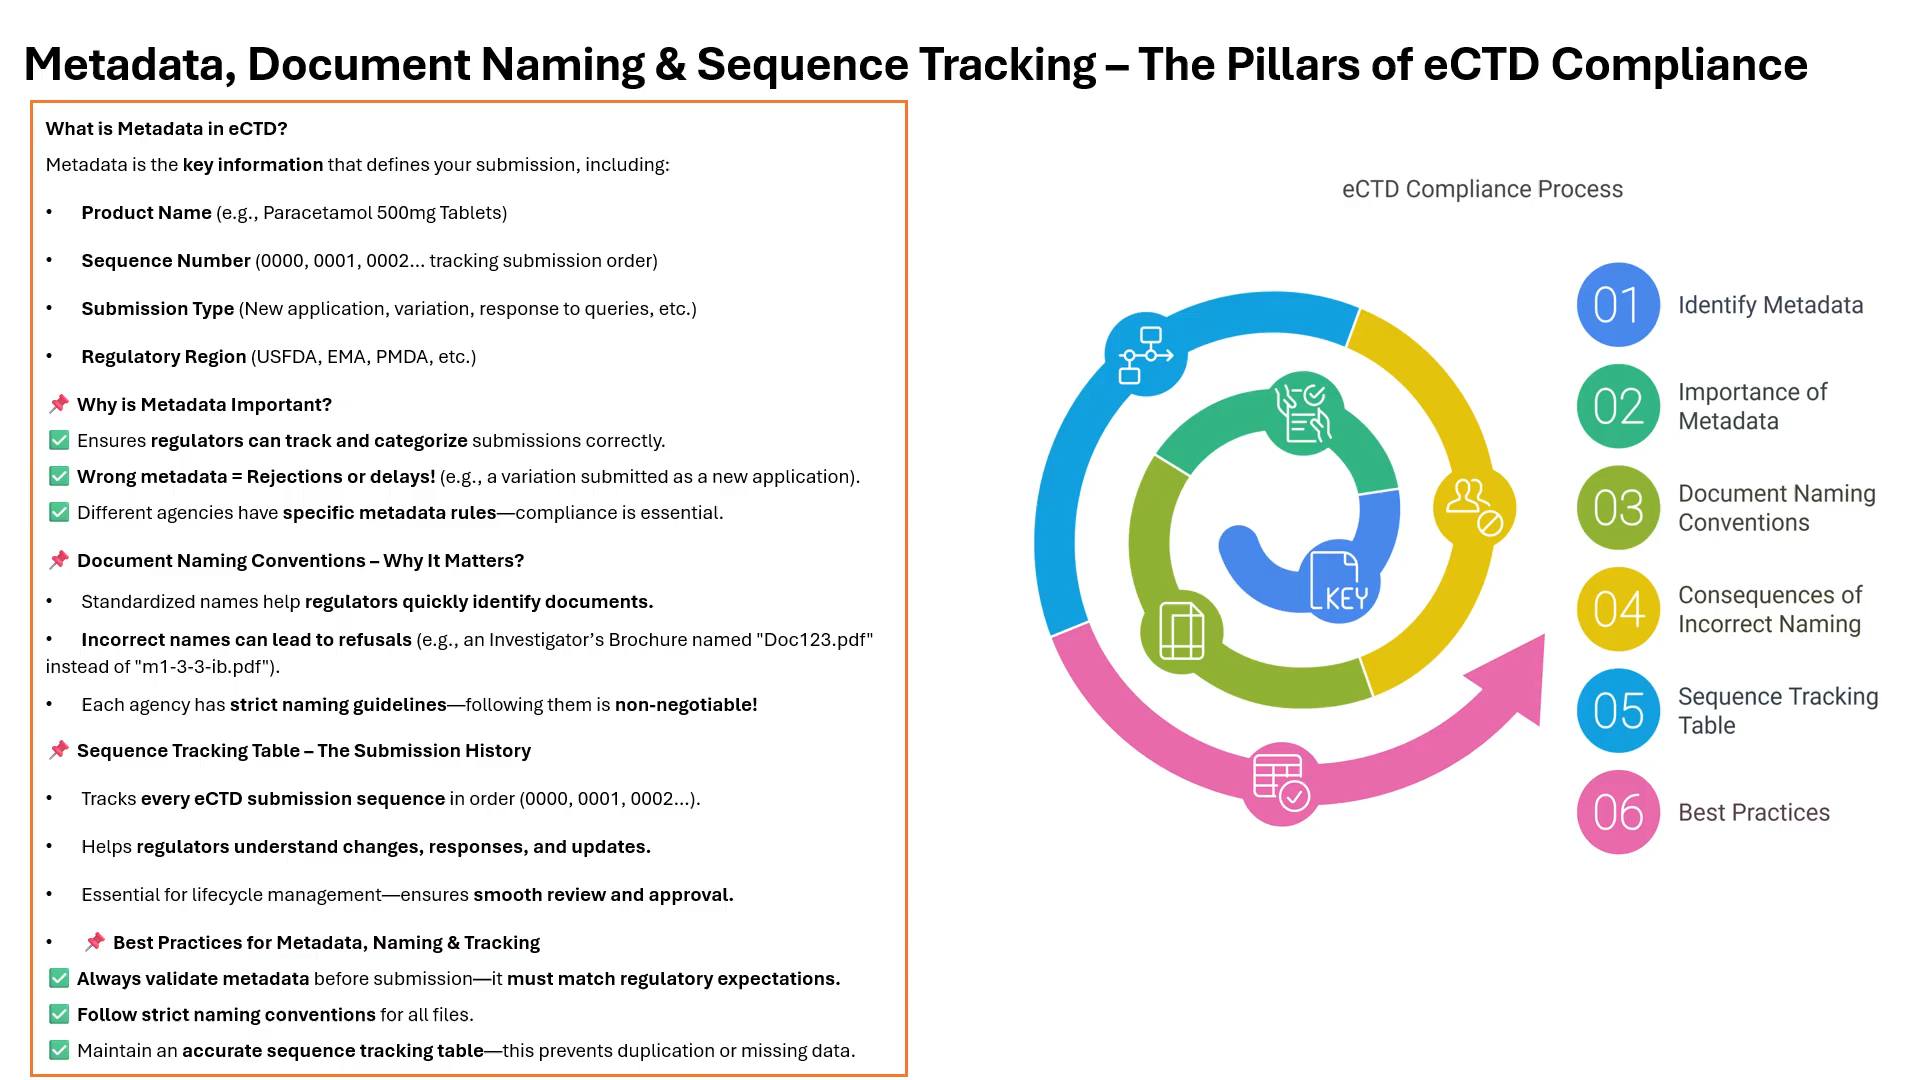 Metadata, Document Naming & Sequence Tracking – The Pillars of eCTD Compliance
What is Metadata in eCTD?
Metadata is the key information that defines your submission, including:
• Product Name (e.g., Paracetamol 500mg Tablets)
• Sequence Number (0000, 0001, 0002... tracking submission order)
• Submission Type (New application, variation, response to queries, etc.)
• Regulatory Region (USFDA, EMA, PMDA, etc.)
📌 Why is Metadata Important?
✅ Ensures regulators can track and categorize submissions correctly.
✅ Wrong metadata = Rejections or delays! (e.g., a variation submitted as a new application).
✅ Different agencies have specific metadata rules—compliance is essential.
📌 Document Naming Conventions – Why It Matters?
• Standardized names help regulators quickly identify documents.
• Incorrect names can lead to refusals (e.g., an Investigator’s Brochure named "Doc123.pdf"
instead of "m1-3-3-ib.pdf").
• Each agency has strict naming guidelines—following them is non-negotiable!
📌 Sequence Tracking Table – The Submission History
• Tracks every eCTD submission sequence in order (0000, 0001, 0002...).
• Helps regulators understand changes, responses, and updates.
• Essential for lifecycle management—ensures smooth review and approval.
• 📌 Best Practices for Metadata, Naming & Tracking
✅ Always validate metadata before submission—it must match regulatory expectations.
✅ Follow strict naming conventions for all files.
✅ Maintain an accurate sequence tracking table—this prevents duplication or missing data.
eCTD Compliance Process
KEY
01 Identify Metadata
02 Importance of
Metadata
03 Document Naming
Conventions
04 Consequences of
Incorrect Naming
05 Sequence Tracking
Table
06 Best Practices